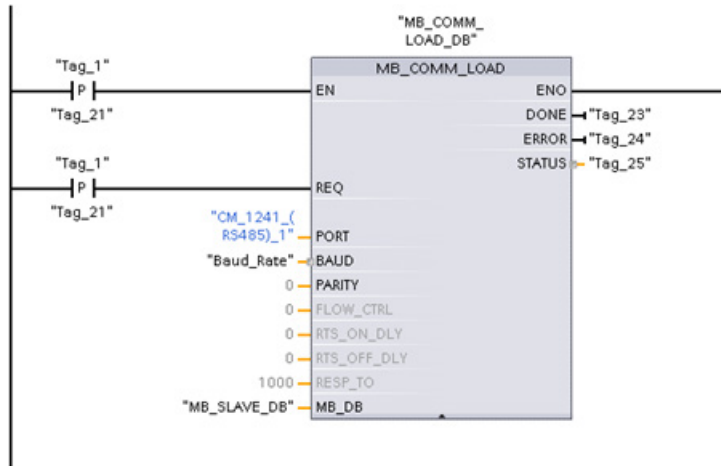 "MB_COMM_
LOAD_DB"
"Tag_1"
P
"Tag_21"
MB_COMM_LOAD
EN
ENO
DONE
"Tag_23"
ERROR
"Tag_24"
STATUS
"Tag_25"
"Tag_1"
P
"Tag_21"
REQ
"CM_1241_(
RS485)_1"
PORT
"Baud_Rate"
BAUD
0
PARITY
0
FLOW_CTRL
0
RTS_ON_DLY
0
RTS_OFF_DLY
1000
RESP_TO
"MB_SLAVE_DB"
MB_DB